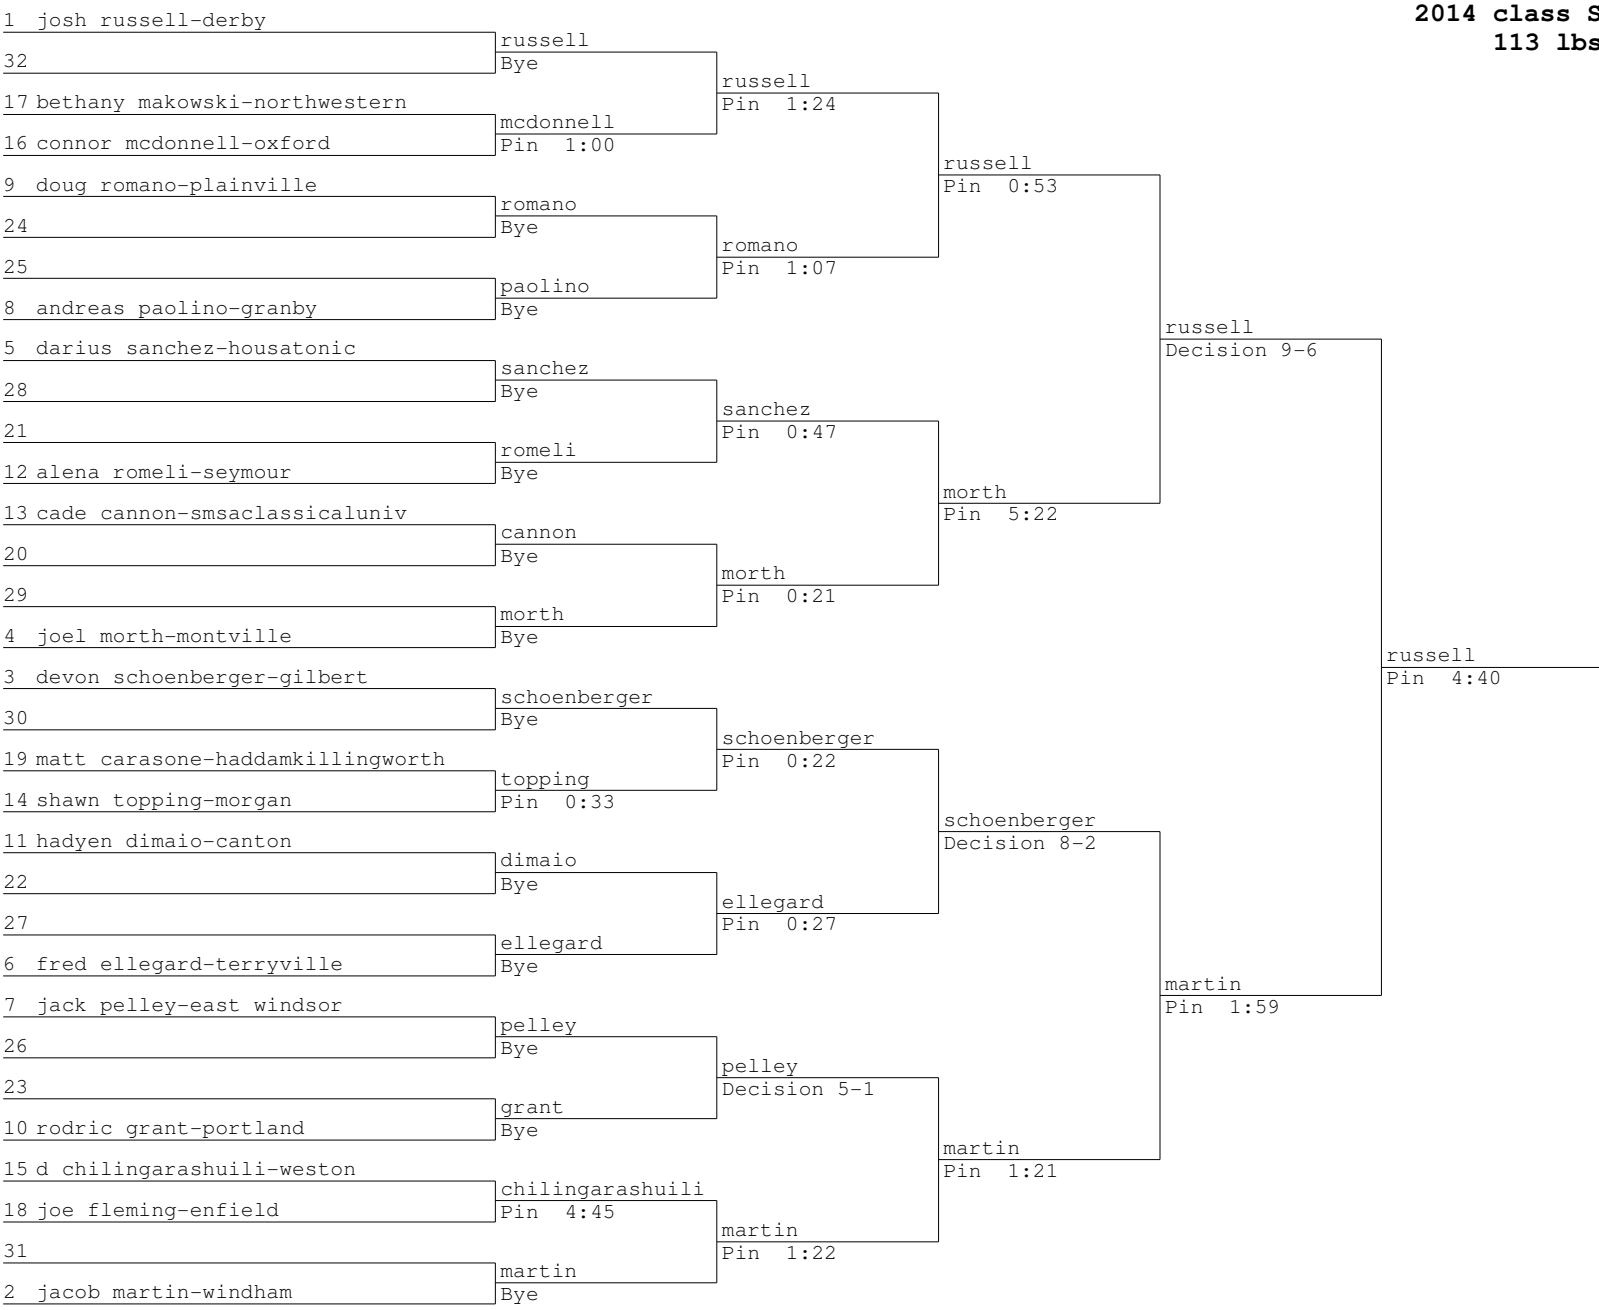 2014 class S
113 lbs
1 josh russell-derby
32
17 bethany makowski-northwestern
16 connor mcdonnell-oxford
9 doug romano-plainville
24
25
8 andreas paolino-granby
5 darius sanchez-housatonic
28
21
12 alena romeli-seymour
13 cade cannon-smsaclassicaluniv
20
29
4 joel morth-montville
3 devon schoenberger-gilbert
30
19 matt carasone-haddamkillingworth
14 shawn topping-morgan
11 hadyen dimaio-canton
22
27
6 fred ellegard-terryville
7 jack pelley-east windsor
26
23
10 rodric grant-portland
15 d chilingarashuili-weston
18 joe fleming-enfield
31
2 jacob martin-windham
russell
Bye
mcdonnell
Pin 1:00
romano
Bye
paolino
Bye
sanchez
Bye
romeli
Bye
cannon
Bye
morth
Bye
schoenberger
Bye
topping
Pin 0:33
dimaio
Bye
ellegard
Bye
pelley
Bye
grant
Bye
chilingarashuili
Pin 4:45
martin
Bye
russell
Pin 1:24
romano
Pin 1:07
sanchez
Pin 0:47
morth
Pin 0:21
schoenberger
Pin 0:22
ellegard
Pin 0:27
pelley
Decision 5-1
martin
Pin 1:22
russell
Pin 0:53
morth
Pin 5:22
schoenberger
Decision 8-2
martin
Pin 1:21
russell
Decision 9-6
martin
Pin 1:59
russell
Pin 4:40